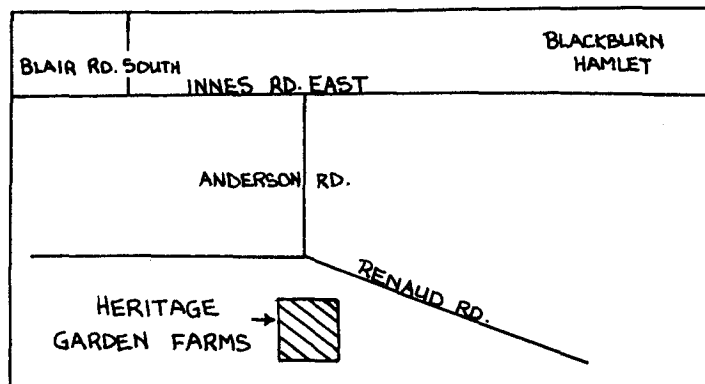 BLACKBURN
HAMLET
BLAIR RD. SOUTH
INNES RD. EAST
ANDERSON RD.
RENAUD RD.
HERITAGE
GARDEN FARMS